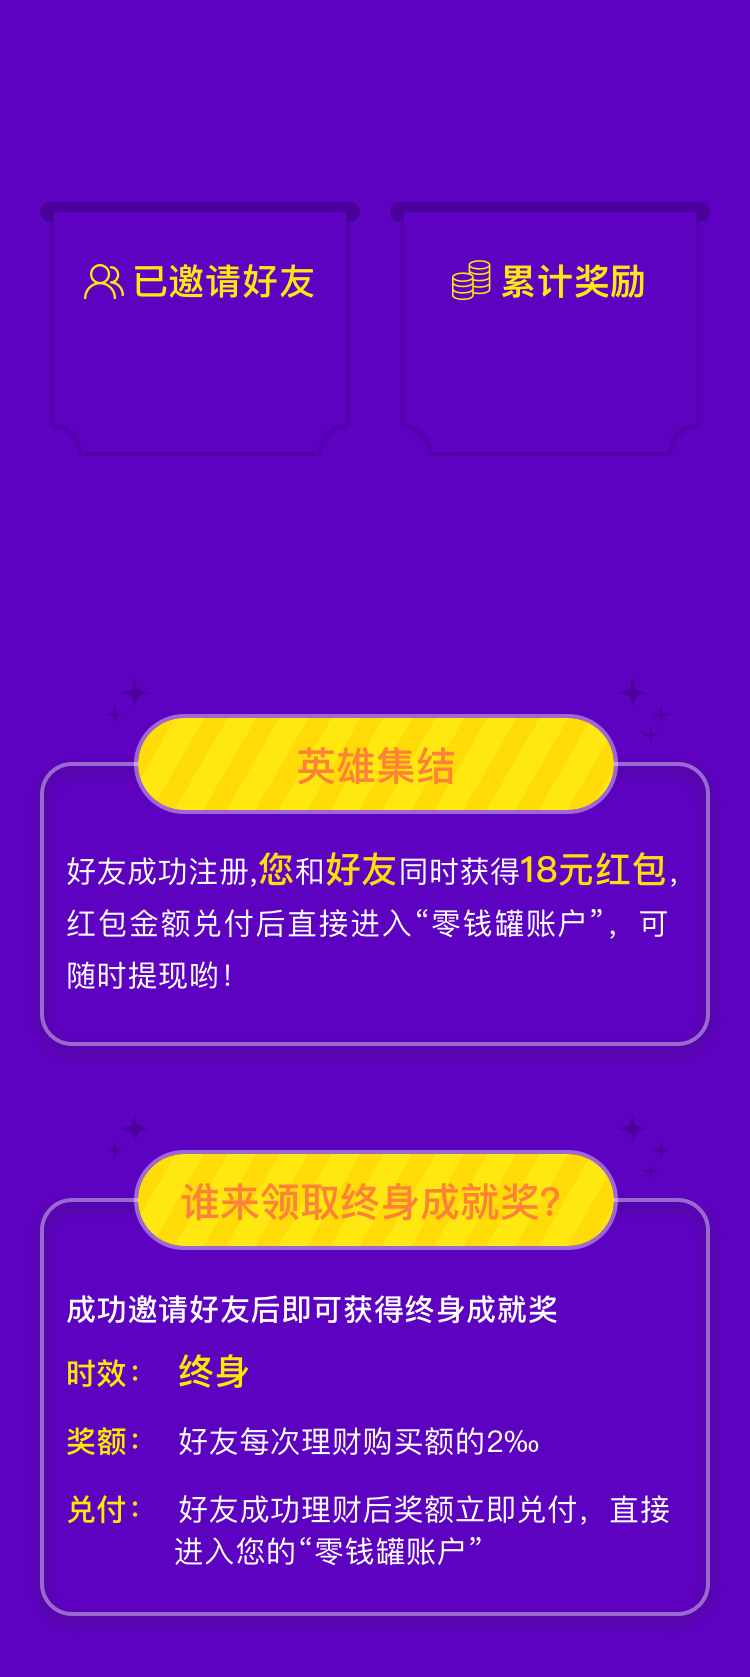 已邀请好友
累计奖励
英雄集结
好友成功注册,您和好友同时获得18元红包，
红包金额兑付后直接进入“零钱罐账户”，可
随时提现哟！
谁来领取终身成就奖?
成功邀请好友后即可获得终身成就奖
时效： 终身
奖额： 好友每次理财购买额的2‰
兑付： 好友成功理财后奖额立即兑付，直接
进入您的“零钱罐账户”